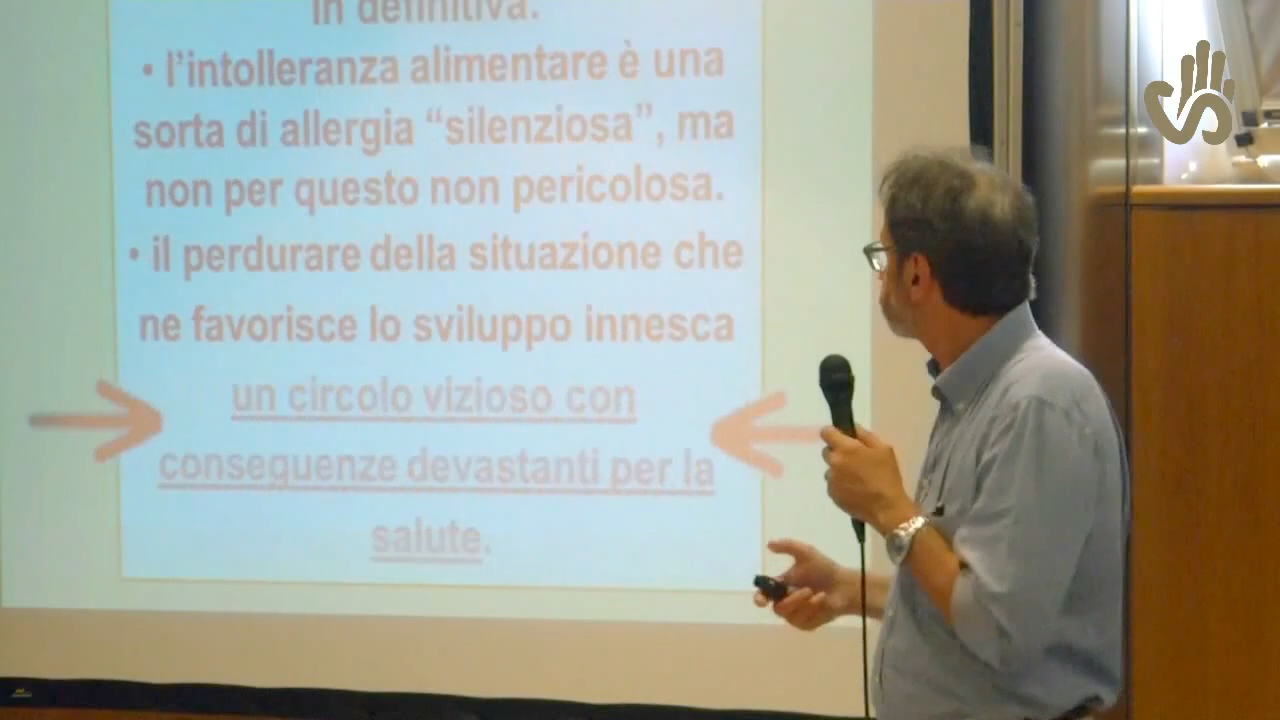 in definitiva.
• l'intolleranza alimentare è una
sorta di allergia “silenziosa”, ma
non per questo non pericolosa.
• il perdurare della situazione che
ne favorisce lo sviluppo innesca
un circolo vizioso con
conseguenze devastanti per la
salute.